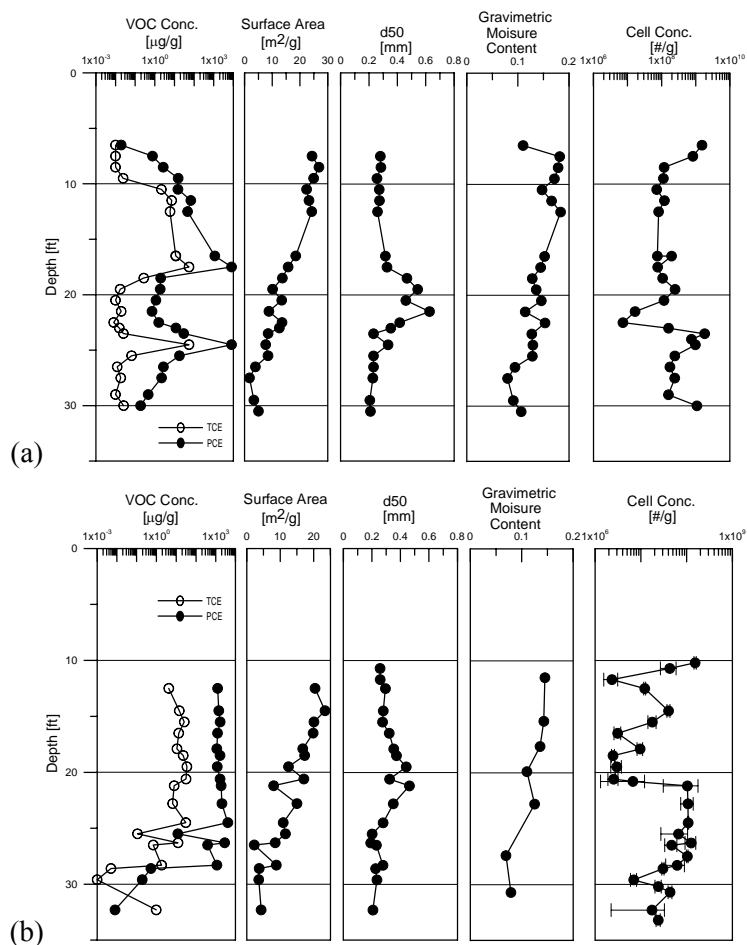 VOC Conc.
[μg/g]
1x10-3 1x100 1x103
Surface Area
[m2/g]
0 10 20 30
d50
[mm]
0 0.2 0.4 0.6 0.8
Gravimetric
Moisure
Content
0 0.1 0.2
Cell Conc.
[#/g]
1x106 1x108 1x1010
0
10
20
30
Depth [ft]
TCE
PCE
(a)
VOC Conc.
[μg/g]
1x10-3 1x100 1x103
Surface Area
[m2/g]
0 10 20
d50
[mm]
0 0.2 0.4 0.6 0.8
Gravimetric
Moisure
Content
0 0.1 0.2
Cell Conc.
[#/g]
1x106 1x109
TCE
PCE
0
10
20
30
Depth [ft]
(b)